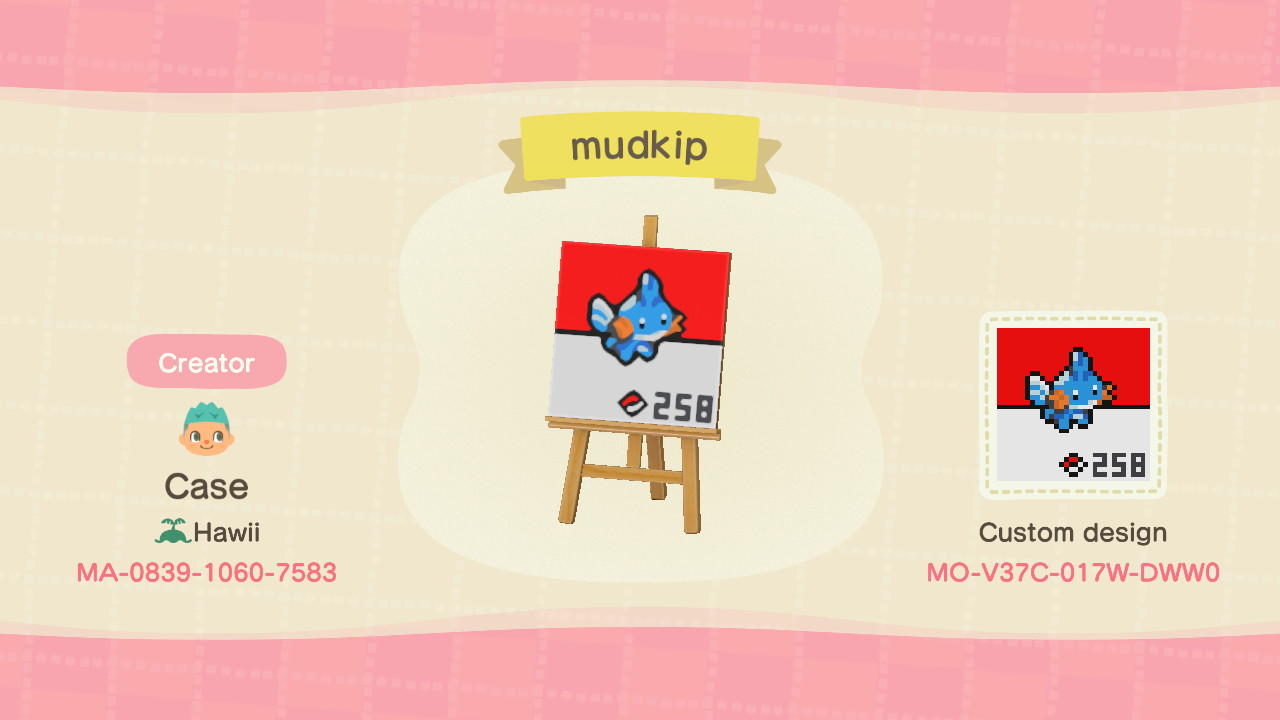 mudkip
258
Creator
Case
Hawii
MA-0839-1060-7583
258
Custom design
MO-V37C-017W-DWW0